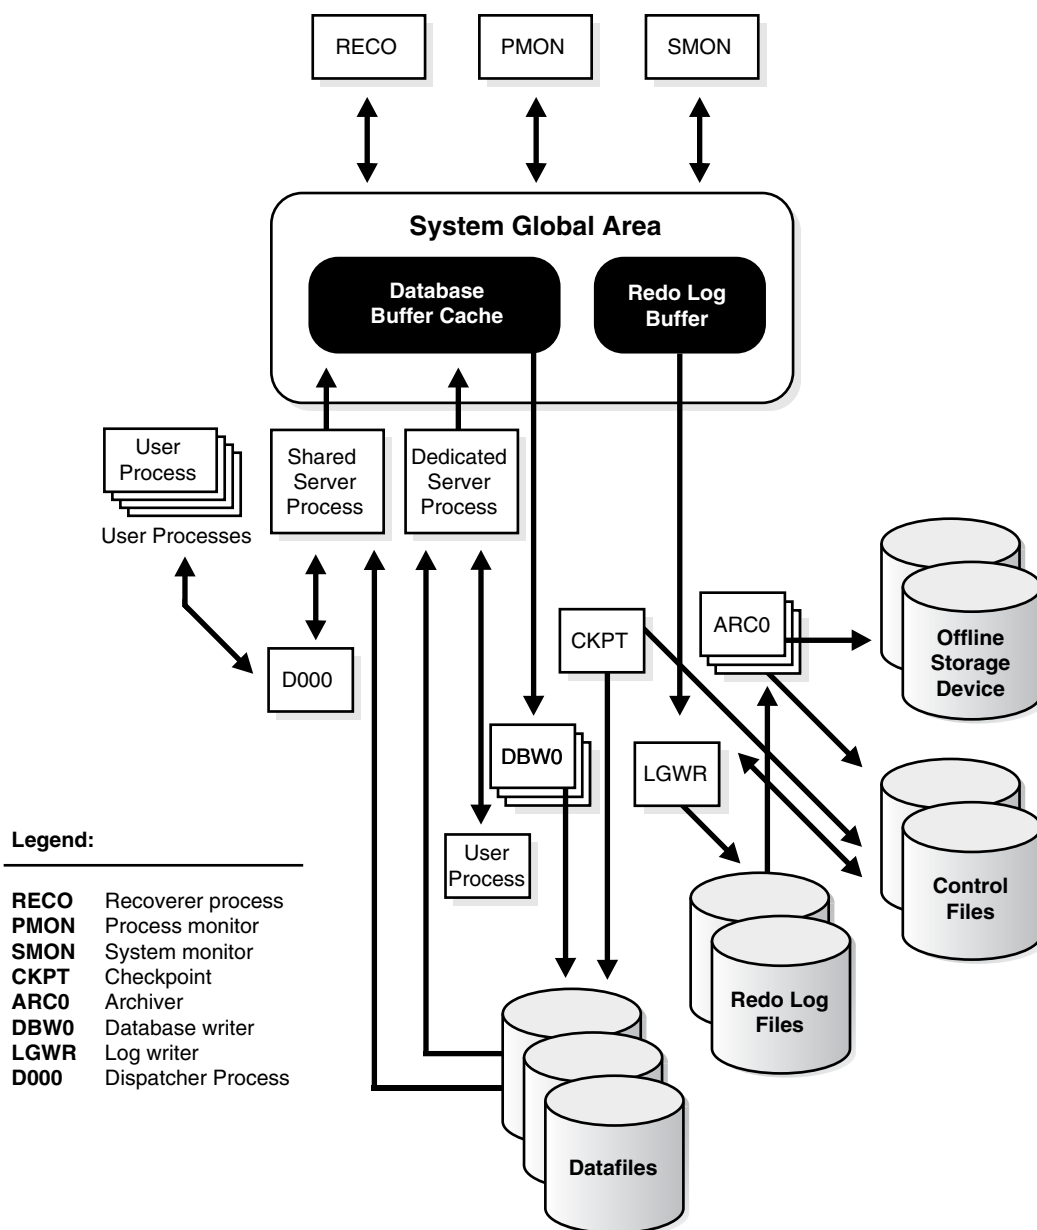 RECO
PMON
SMON
System Global Area
Database
Buffer Cache
Redo Log
Buffer
User
Process
User Processes
Shared
Server
Process
Dedicated
Server
Process
D000
CKPT
ARC0
Offline
Storage
Device
DBW0
LGWR
User
Process
Control
Files
Redo Log
Files
Datafiles
Legend:
RECO Recoverer process
PMON Process monitor
SMON System monitor
CKPT Checkpoint
ARC0 Archiver
DBW0 Database writer
LGWR Log writer
D000 Dispatcher Process